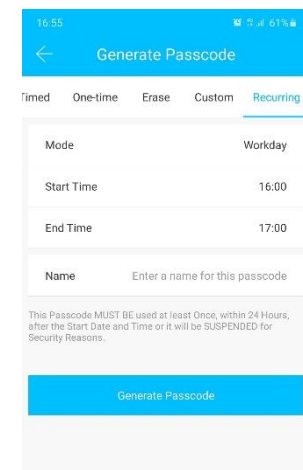 16:55 61%
Generate Passcode
Timed One-time Erase Custom Recurring
Mode Workday
Start Time 16:00
End Time 17:00
Name Enter a name for this passcode
This Passcode MUST BE used at least Once, within 24 Hours,
after the Start Date and Time or it will be SUSPENDED for
Security Reasons.
Generate Passcode